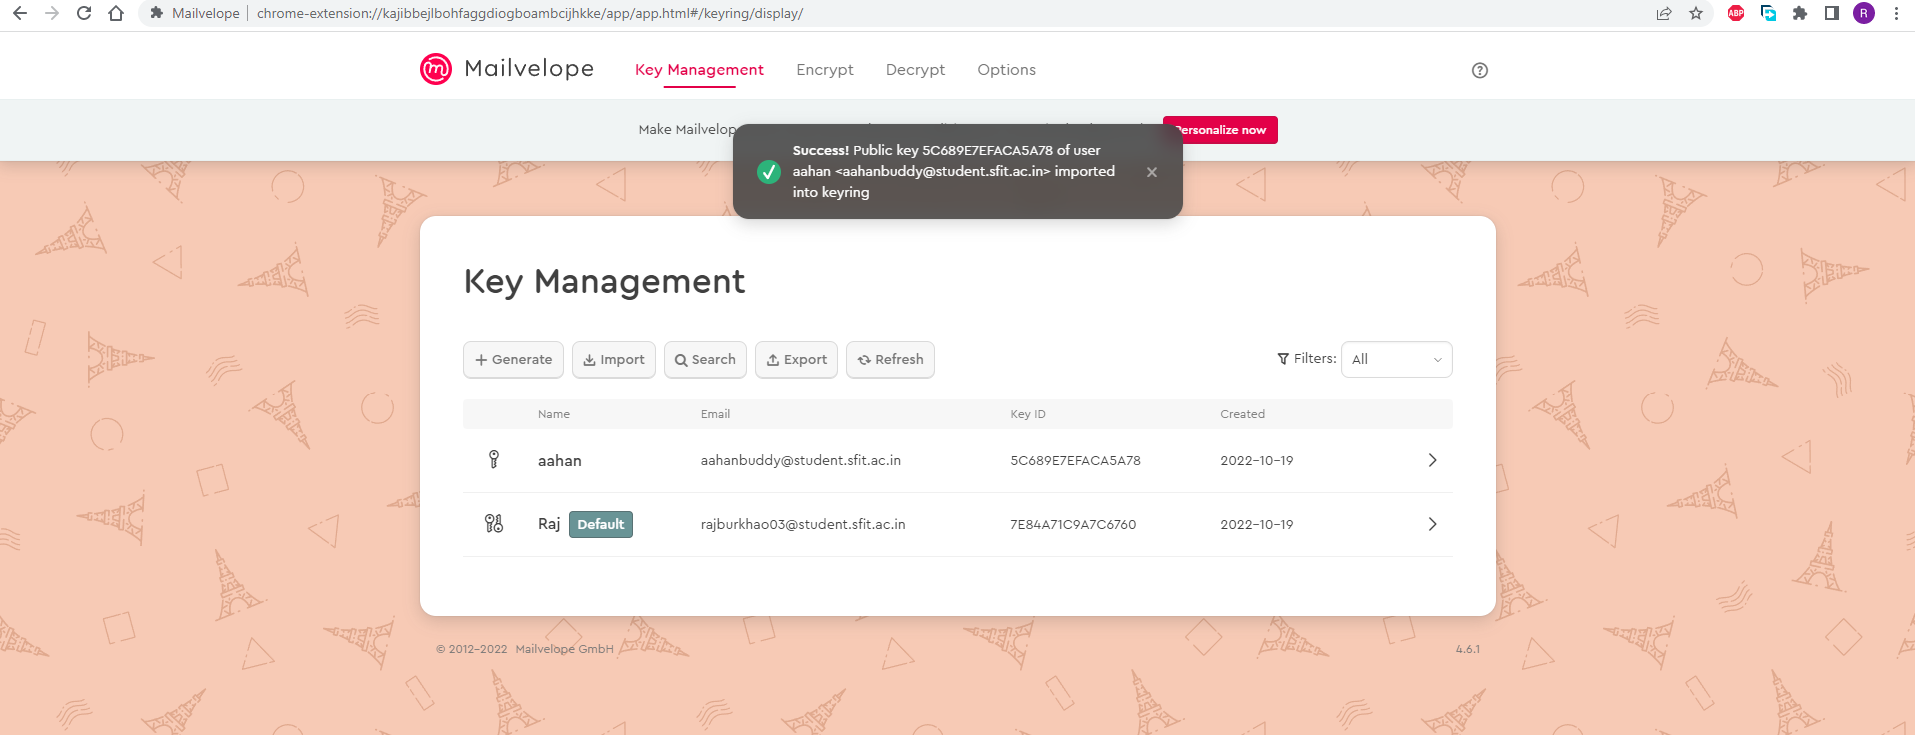 Mailvelope
chrome-extension://kajibbejlbohfaggdiogboambcijhkke/app/app.html#/keyring/display/
ABP
R
Mailvelope
Key Management
Encrypt
Decrypt
Options
Make Mailvelop
Personalize now
Success! Public key 5C689E7EFACA5A78 of user
aahan <aahanbuddy@student.sfit.ac.in> imported
into keyring
Key Management
Generate
Import
Search
Export
Refresh
Filters:
All
Name Email Key ID Created
aahan aahanbuddy@student.sfit.ac.in 5C689E7EFACA5A78 2022-10-19
Raj Default rajburkhao03@student.sfit.ac.in 7E84A71C9A7C6760 2022-10-19
© 2012-2022 Mailvelope GmbH
4.6.1